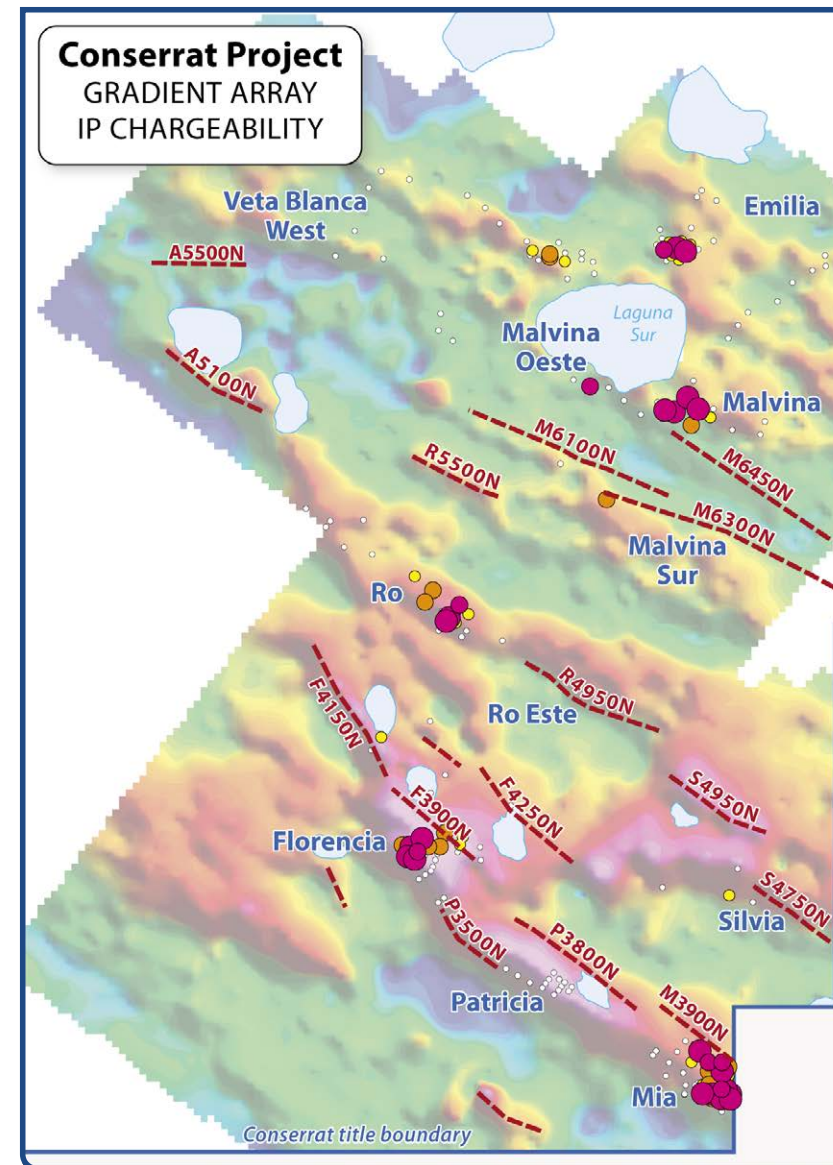 Conserrat Project
GRADIENT ARRAY
IP CHARGEABILITY
Veta Blanca
West
Emilia
A5500N
Laguna
Sur
Malvina
Oeste
A5100N
Malvina
M6100N
M6450N
R5500N
M6300N
Malvina
Sur
Ro
R4950N
F4150N
Ro Este
S4950N
F3900N
F4250N
Florencia
S4750N
Silvia
P3500N
P3800N
Patricia
M3900N
Mia
Conserrat title boundary